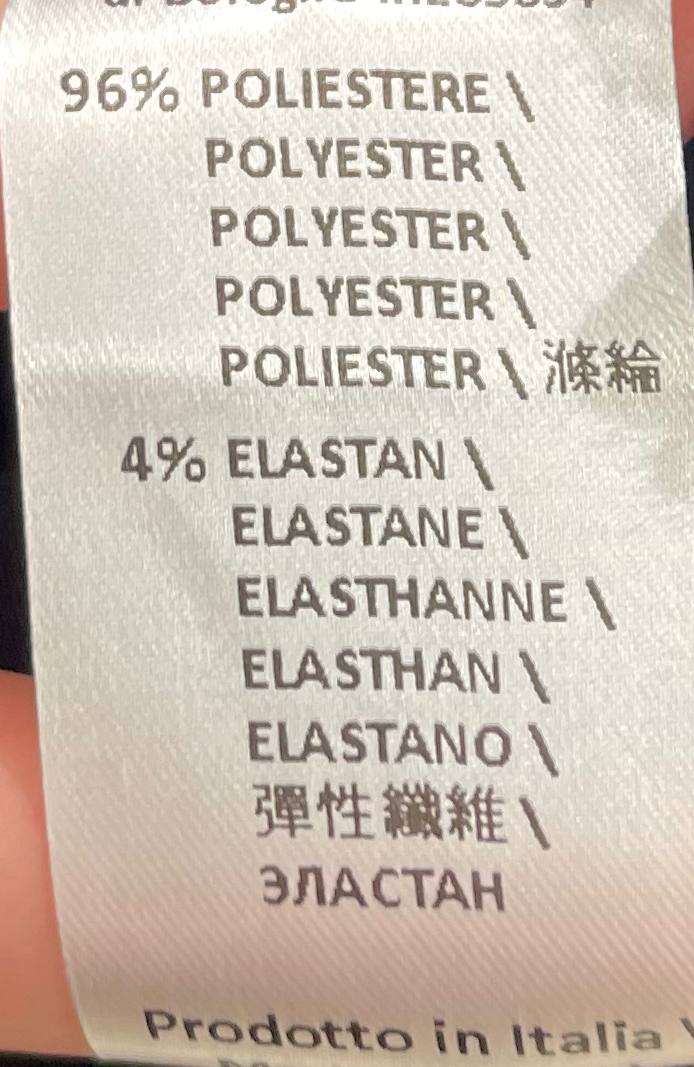 96% POLIESTERE \
POLYESTER \
POLYESTER \
POLYESTER \
POLIESTER \ 滌綸
4% ELASTAN \
ELASTANE \
ELASTHANNE \
ELASTHAN \
ELASTANO \
彈性纖維 \
ЭЛАСТАН
Prodotto in Italia \